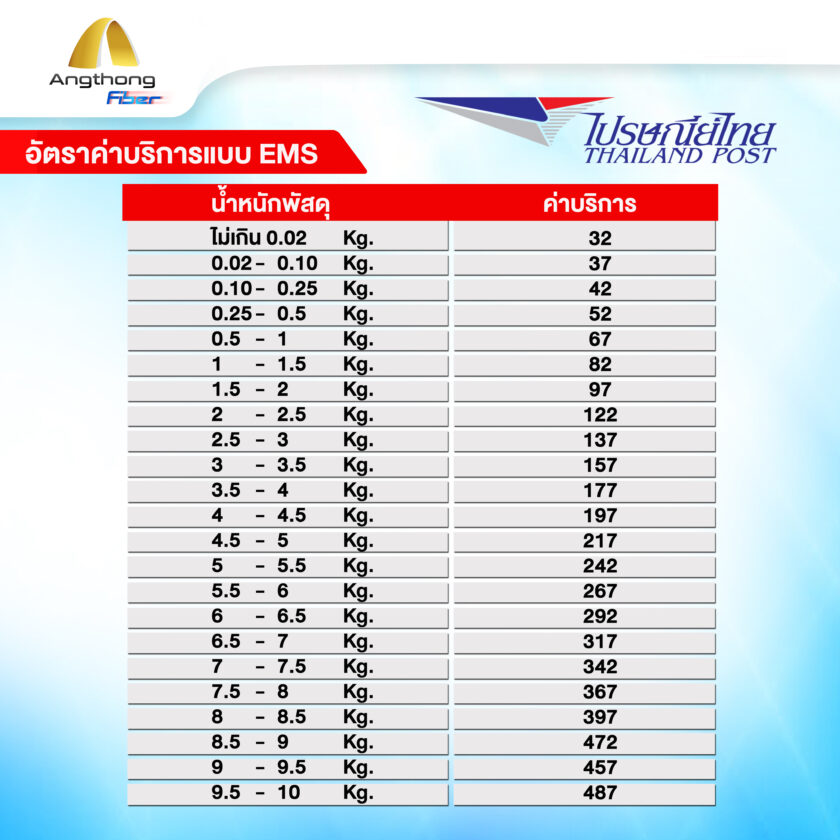 Angthong
Fiber
ไปรษณีย์ไทย
THAILAND POST
อัตราค่าบริการแบบ EMS
น้ำหนักพัสดุ ค่าบริการ
ไม่เกิน 0.02 Kg. 32
0.02 - 0.10 Kg. 37
0.10 - 0.25 Kg. 42
0.25 - 0.5 Kg. 52
0.5 - 1 Kg. 67
1 - 1.5 Kg. 82
1.5 - 2 Kg. 97
2 - 2.5 Kg. 122
2.5 - 3 Kg. 137
3 - 3.5 Kg. 157
3.5 - 4 Kg. 177
4 - 4.5 Kg. 197
4.5 - 5 Kg. 217
5 - 5.5 Kg. 242
5.5 - 6 Kg. 267
6 - 6.5 Kg. 292
6.5 - 7 Kg. 317
7 - 7.5 Kg. 342
7.5 - 8 Kg. 367
8 - 8.5 Kg. 397
8.5 - 9 Kg. 472
9 - 9.5 Kg. 457
9.5 - 10 Kg. 487